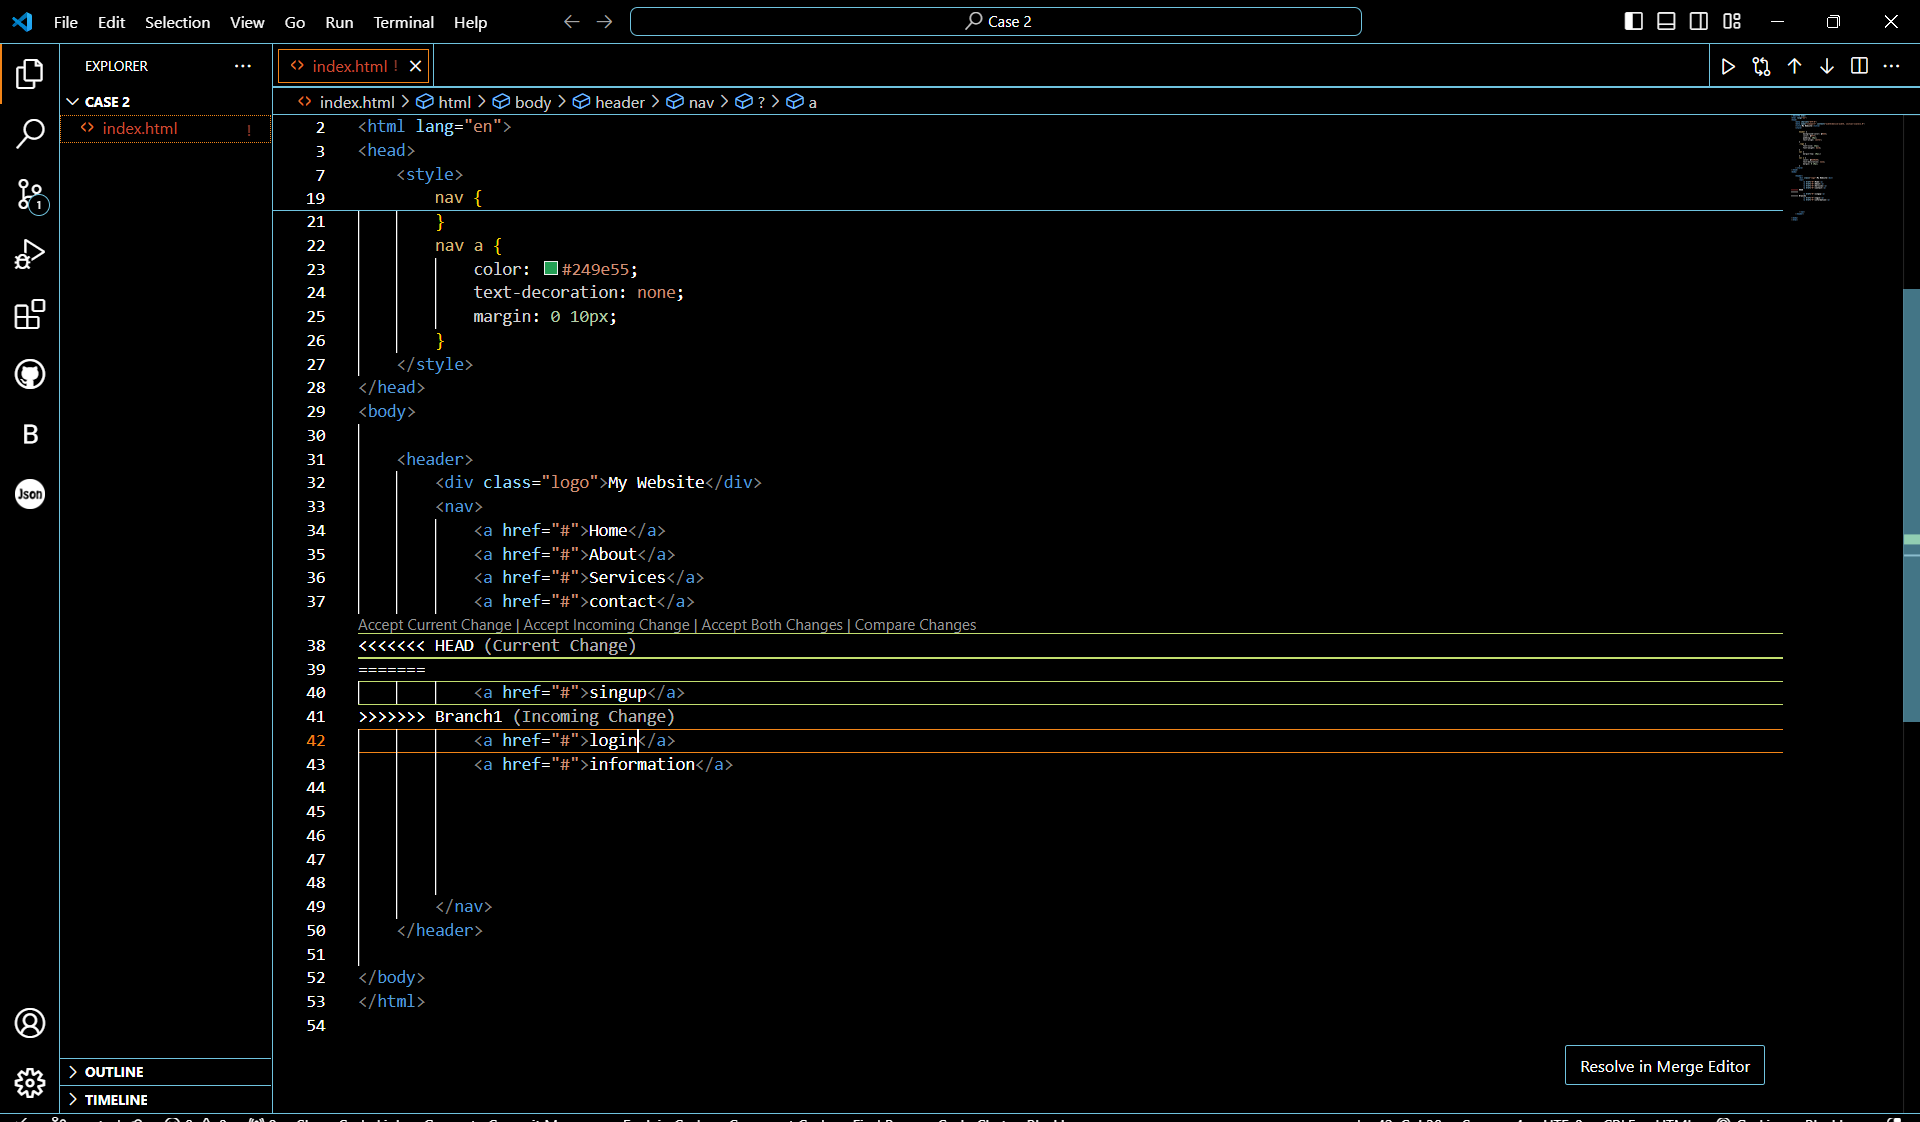 File Edit Selection View Go Run Terminal Help
Case 2
EXPLORER
CASE 2
index.html !
index.html !
index.html > html > body > header > nav > ? > a
1
B
Json
2 <html lang="en">
3 <head>
7 <style>
19 nav {
21 }
22 nav a {
23 color: #249e55;
24 text-decoration: none;
25 margin: 0 10px;
26 }
27 </style>
28 </head>
29 <body>
30
31 <header>
32 <div class="logo">My Website</div>
33 <nav>
34 <a href="#">Home</a>
35 <a href="#">About</a>
36 <a href="#">Services</a>
37 <a href="#">contact</a>
Accept Current Change | Accept Incoming Change | Accept Both Changes | Compare Changes
38 <<<<<<< HEAD (Current Change)
39 =======
40 <a href="#">singup</a>
41 >>>>>>> Branch1 (Incoming Change)
42 <a href="#">login</a>
43 <a href="#">information</a>
44
45
46
47
48
49 </nav>
50 </header>
51
52 </body>
53 </html>
54
Resolve in Merge Editor
OUTLINE
TIMELINE